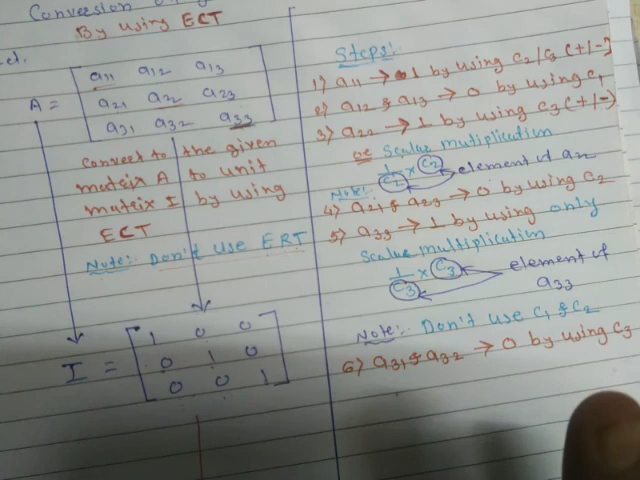 Conversion of
By using ECT
et.
A = [ a11 a12 a13
a21 a22 a23
a31 a32 a33 ]
Convert to the given
matrix A to unit
matrix I by using
ECT
Note:- Don't use ERT
I = [ 1 0 0
0 1 0
0 0 1 ]
Steps:
1) a11 → 1 by using C2/C3 (+/-)
2) a12 & a13 → 0 by using C1
3) a22 → 1 by using C3 (+/-)
or Scalar multiplication
1/C2 × C2 element of a22
Note:-
4) a21 & a23 → 0 by using C2
5) a33 → 1 by using only
Scalar multiplication
1/C3 × C3 element of
a33
Note:- Don't use C1 & C2
6) a31 & a32 → 0 by using C3